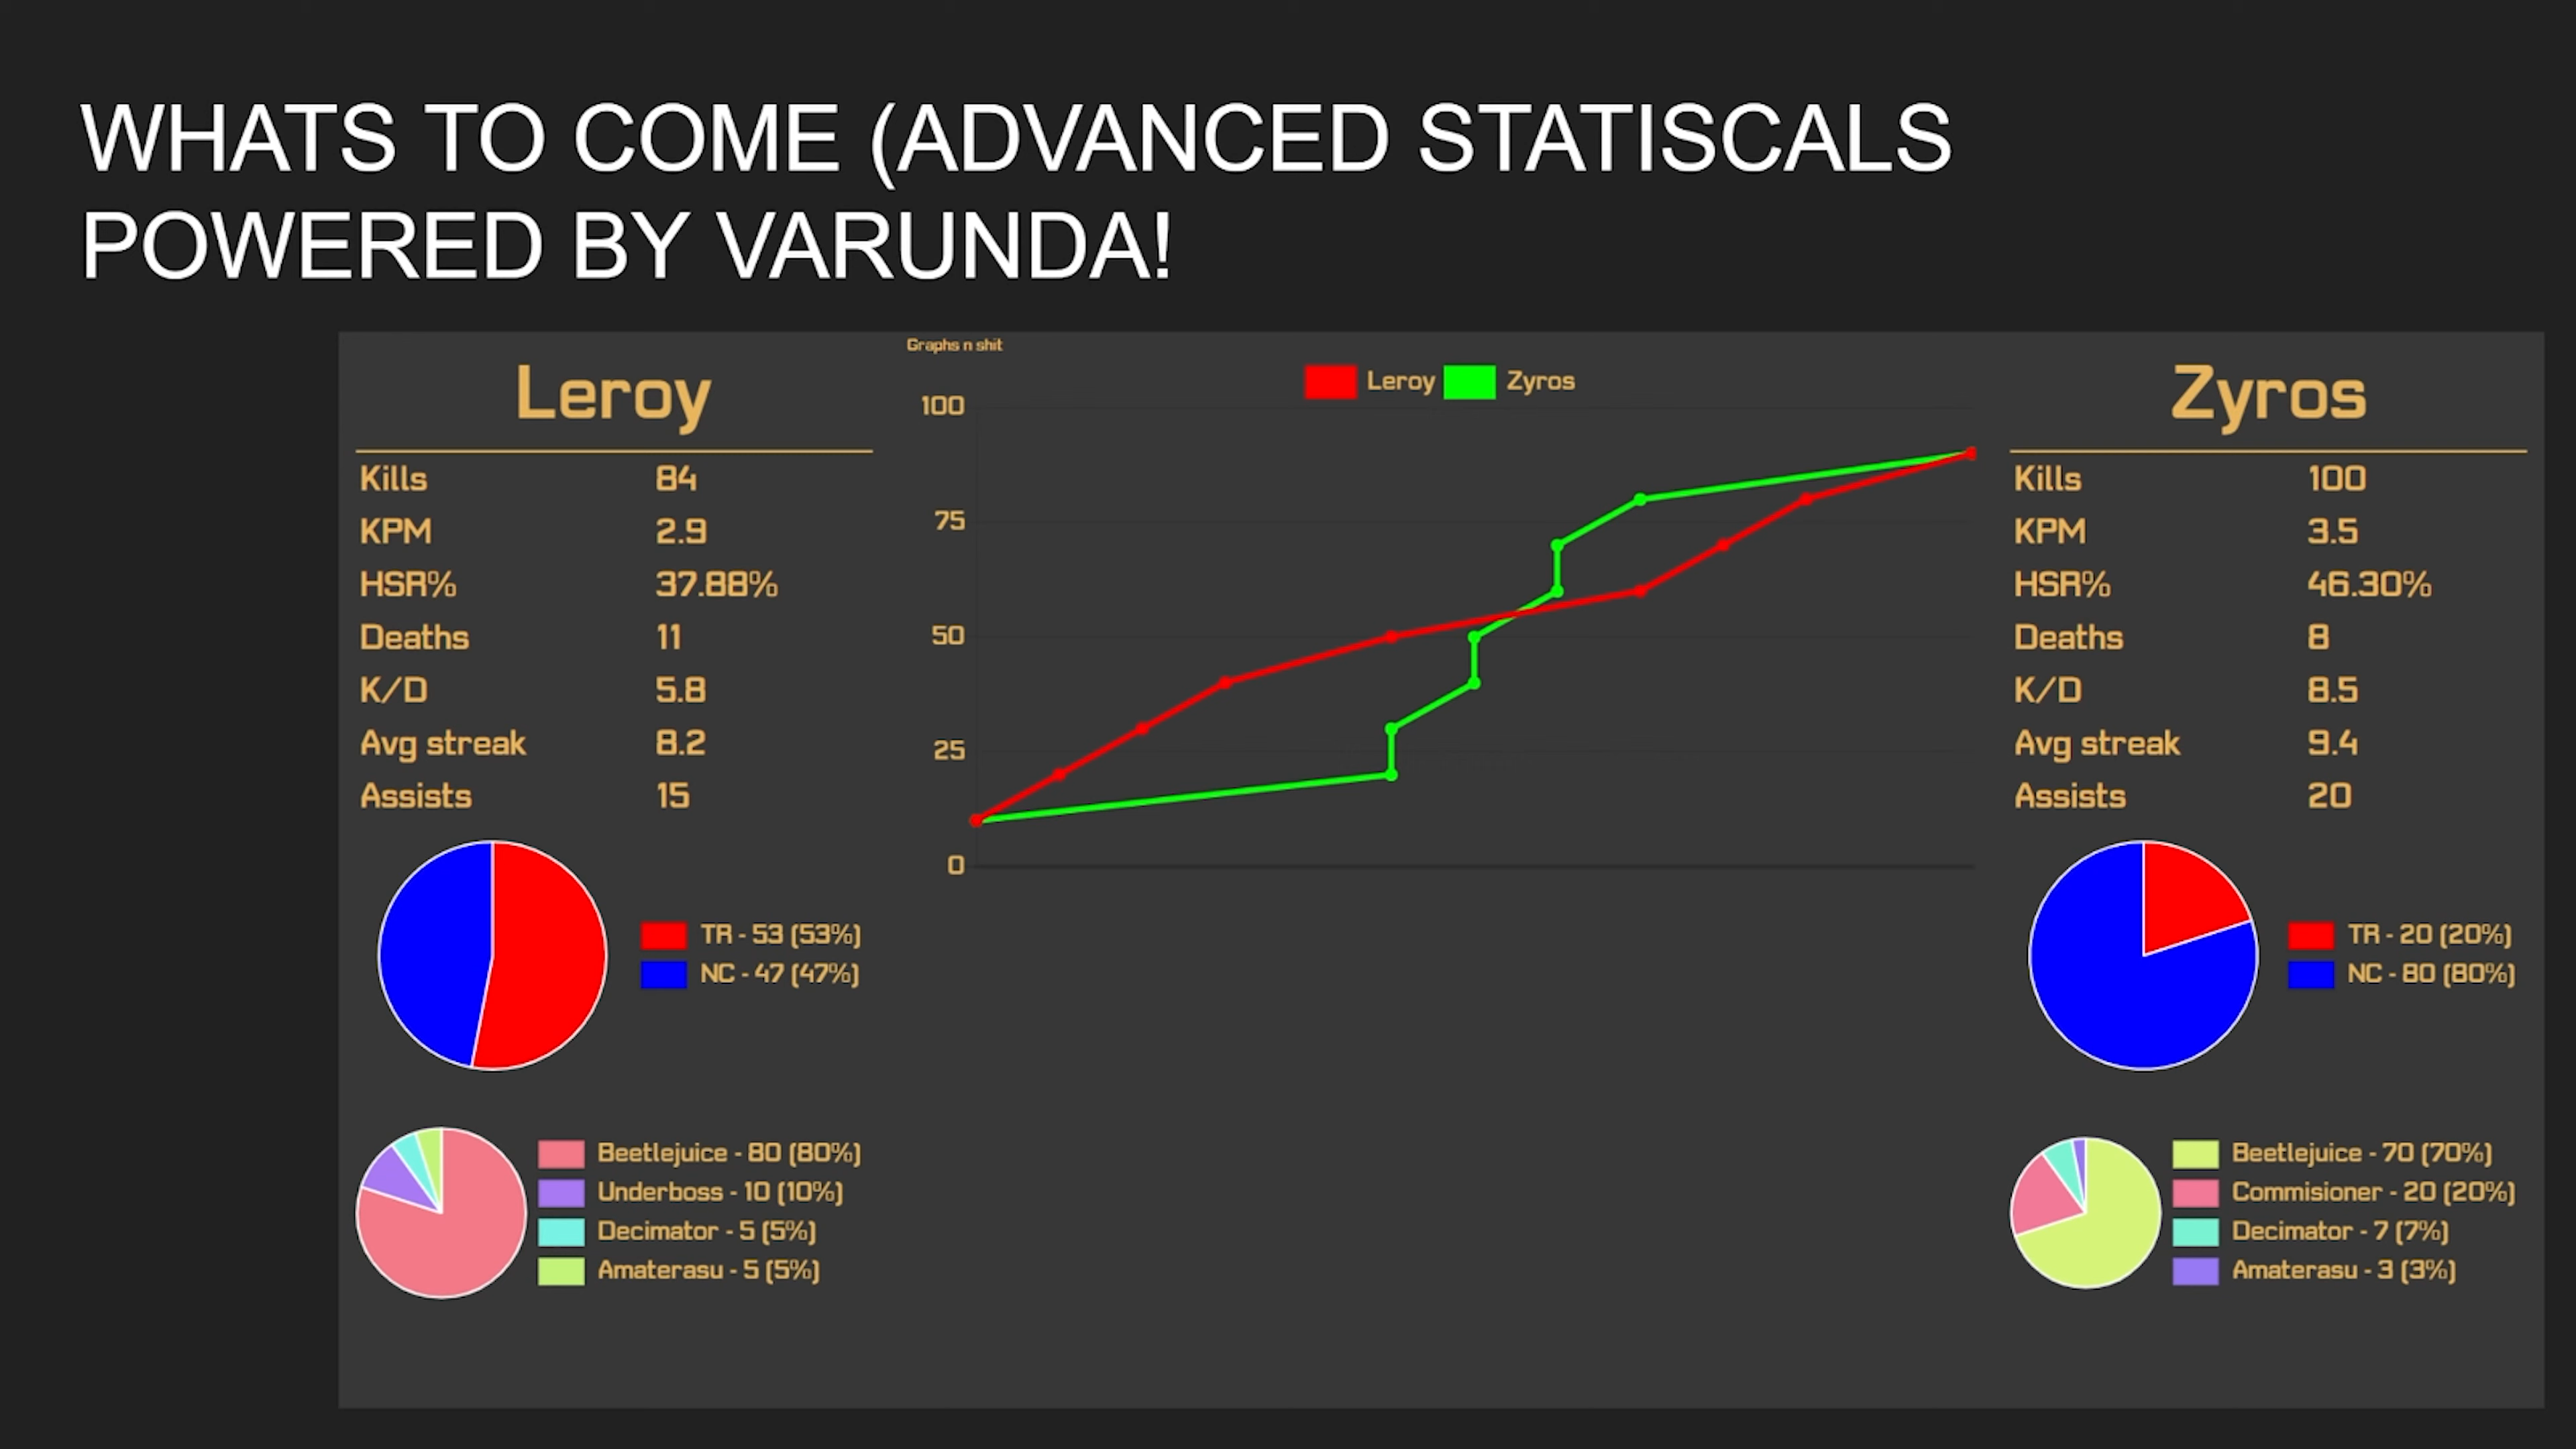 WHATS TO COME (ADVANCED STATISCALS
POWERED BY VARUNDA!
Leroy
Kills 84
KPM 2.9
HSR% 37.88%
Deaths 11
K/D 5.8
Avg streak 8.2
Assists 15
TR - 53 (53%)
NC - 47 (47%)
Beetlejuice - 80 (80%)
Underboss - 10 (10%)
Decimator - 5 (5%)
Amaterasu - 5 (5%)
Graphs n shit
Leroy Zyros
100
75
50
25
0
Zyros
Kills 100
KPM 3.5
HSR% 46.30%
Deaths 8
K/D 8.5
Avg streak 9.4
Assists 20
TR - 20 (20%)
NC - 80 (80%)
Beetlejuice - 70 (70%)
Commisioner - 20 (20%)
Decimator - 7 (7%)
Amaterasu - 3 (3%)